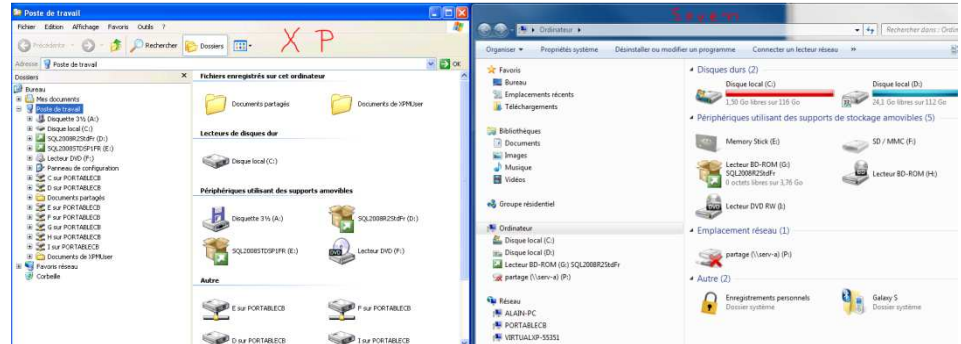 Poste de travail
Fichier Edition Affichage Favoris Outils ?
Précédente Rechercher Dossiers
X P
Adresse Poste de travail OK
Dossiers X
Bureau
Mes documents
Poste de travail
Disquette 3½ (A:)
Disque local (C:)
SQL2008R2StdFr (D:)
SQL2008STDSP1FR (E:)
Lecteur DVD (F:)
Panneau de configuration
C sur PORTABLECB
D sur PORTABLECB
Documents partagés
E sur PORTABLECB
F sur PORTABLECB
G sur PORTABLECB
H sur PORTABLECB
I sur PORTABLECB
Documents de XPMUser
Favoris réseau
Corbeille
Fichiers enregistrés sur cet ordinateur
Documents partagés
Documents de XPMUser
Lecteurs de disques dur
Disque local (C:)
Périphériques utilisant des supports amovibles
Disquette 3½ (A:)
SQL2008R2StdFr (D:)
SQL2008STDSP1FR (E:)
Lecteur DVD (F:)
Autre
E sur PORTABLECB
F sur PORTABLECB
D sur PORTABLECB
I sur PORTABLECB
Ordinateur
Rechercher dans : Ordin
Organiser Propriétés système Désinstaller ou modifier un programme Connecter un lecteur réseau »
Favoris
Bureau
Emplacements récents
Téléchargements
Bibliothèques
Documents
Images
Musique
Vidéos
Groupe résidentiel
Ordinateur
Disque local (C:)
Disque local (D:)
Lecteur BD-ROM (G:) SQL2008R2StdFr
partage (\\serv-a) (P:)
Réseau
ALAIN-PC
PORTABLECB
VIRTUALXP-55351
Disques durs (2)
Disque local (C:)
1,50 Go libres sur 116 Go
Disque local (D:)
24,1 Go libres sur 112 Go
Périphériques utilisant des supports de stockage amovibles (5)
Memory Stick (E:)
SD / MMC (F:)
Lecteur BD-ROM (G:)
SQL2008R2StdFr
0 octets libres sur 3,76 Go
Lecteur BD-ROM (H:)
Lecteur DVD RW (I:)
Emplacement réseau (1)
partage (\\serv-a) (P:)
Autre (2)
Enregistrements personnels
Dossier système
Galaxy S
Dossier système